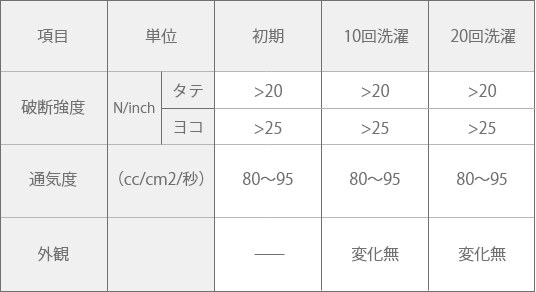 項目 単位 初期 10回洗濯 20回洗濯
破断強度 N/inch タテ >20 >20 >20
ヨコ >25 >25 >25
通気度 （cc/cm2/秒） 80～95 80～95 80～95
外観 —— 変化無 変化無